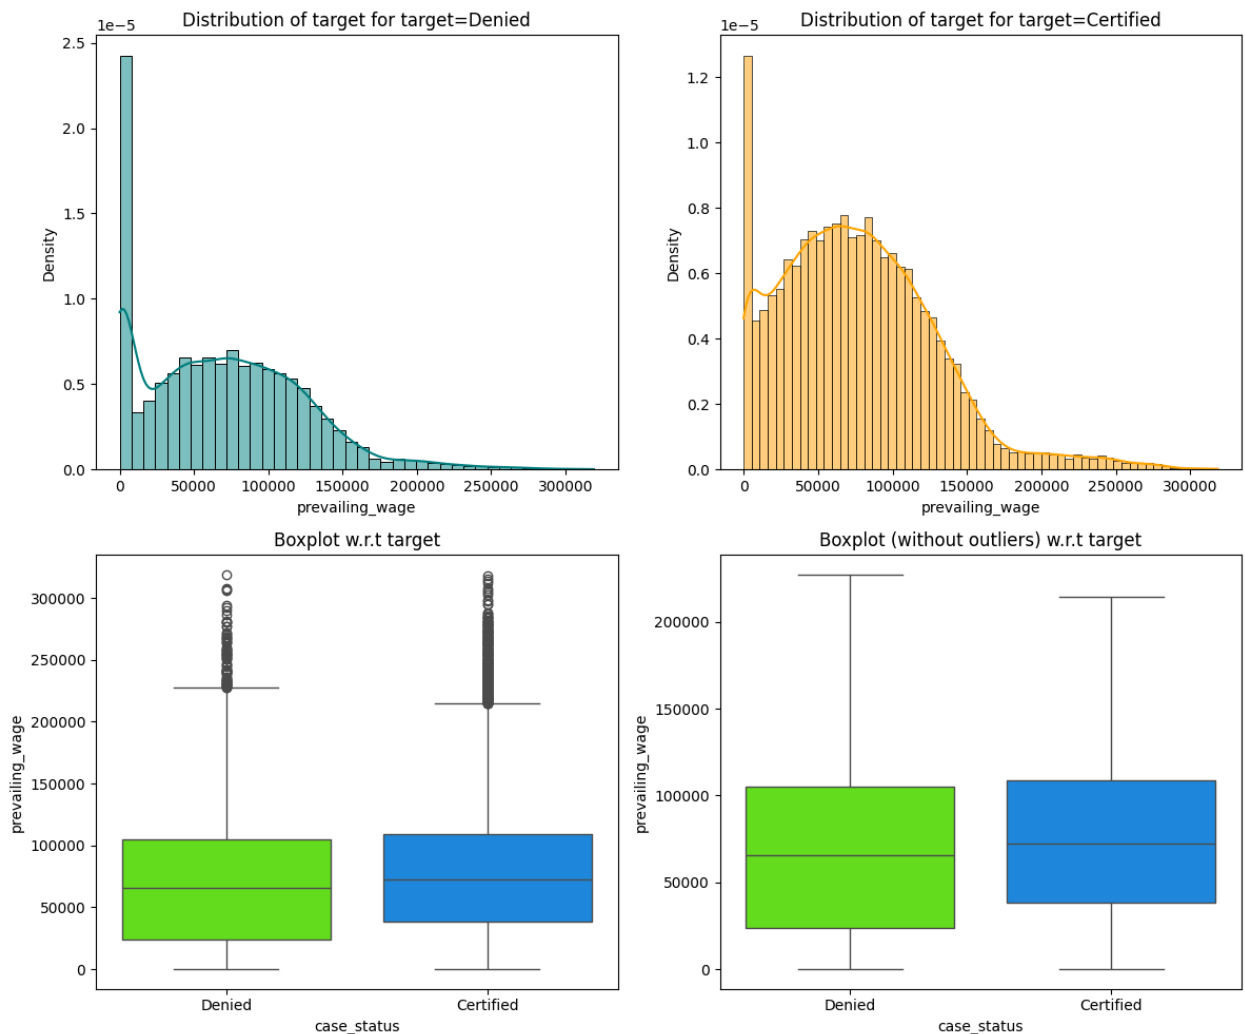 Distribution of target for target=Denied
1e−5
2.5
2.0
1.5
1.0
0.5
0.0
Density
0 50000 100000 150000 200000 250000 300000
prevailing_wage
Distribution of target for target=Certified
1e−5
1.2
1.0
0.8
0.6
0.4
0.2
0.0
Density
0 50000 100000 150000 200000 250000 300000
prevailing_wage
Boxplot w.r.t target
300000
250000
200000
150000
100000
50000
0
prevailing_wage
Denied Certified
case_status
Boxplot (without outliers) w.r.t target
200000
150000
100000
50000
0
prevailing_wage
Denied Certified
case_status